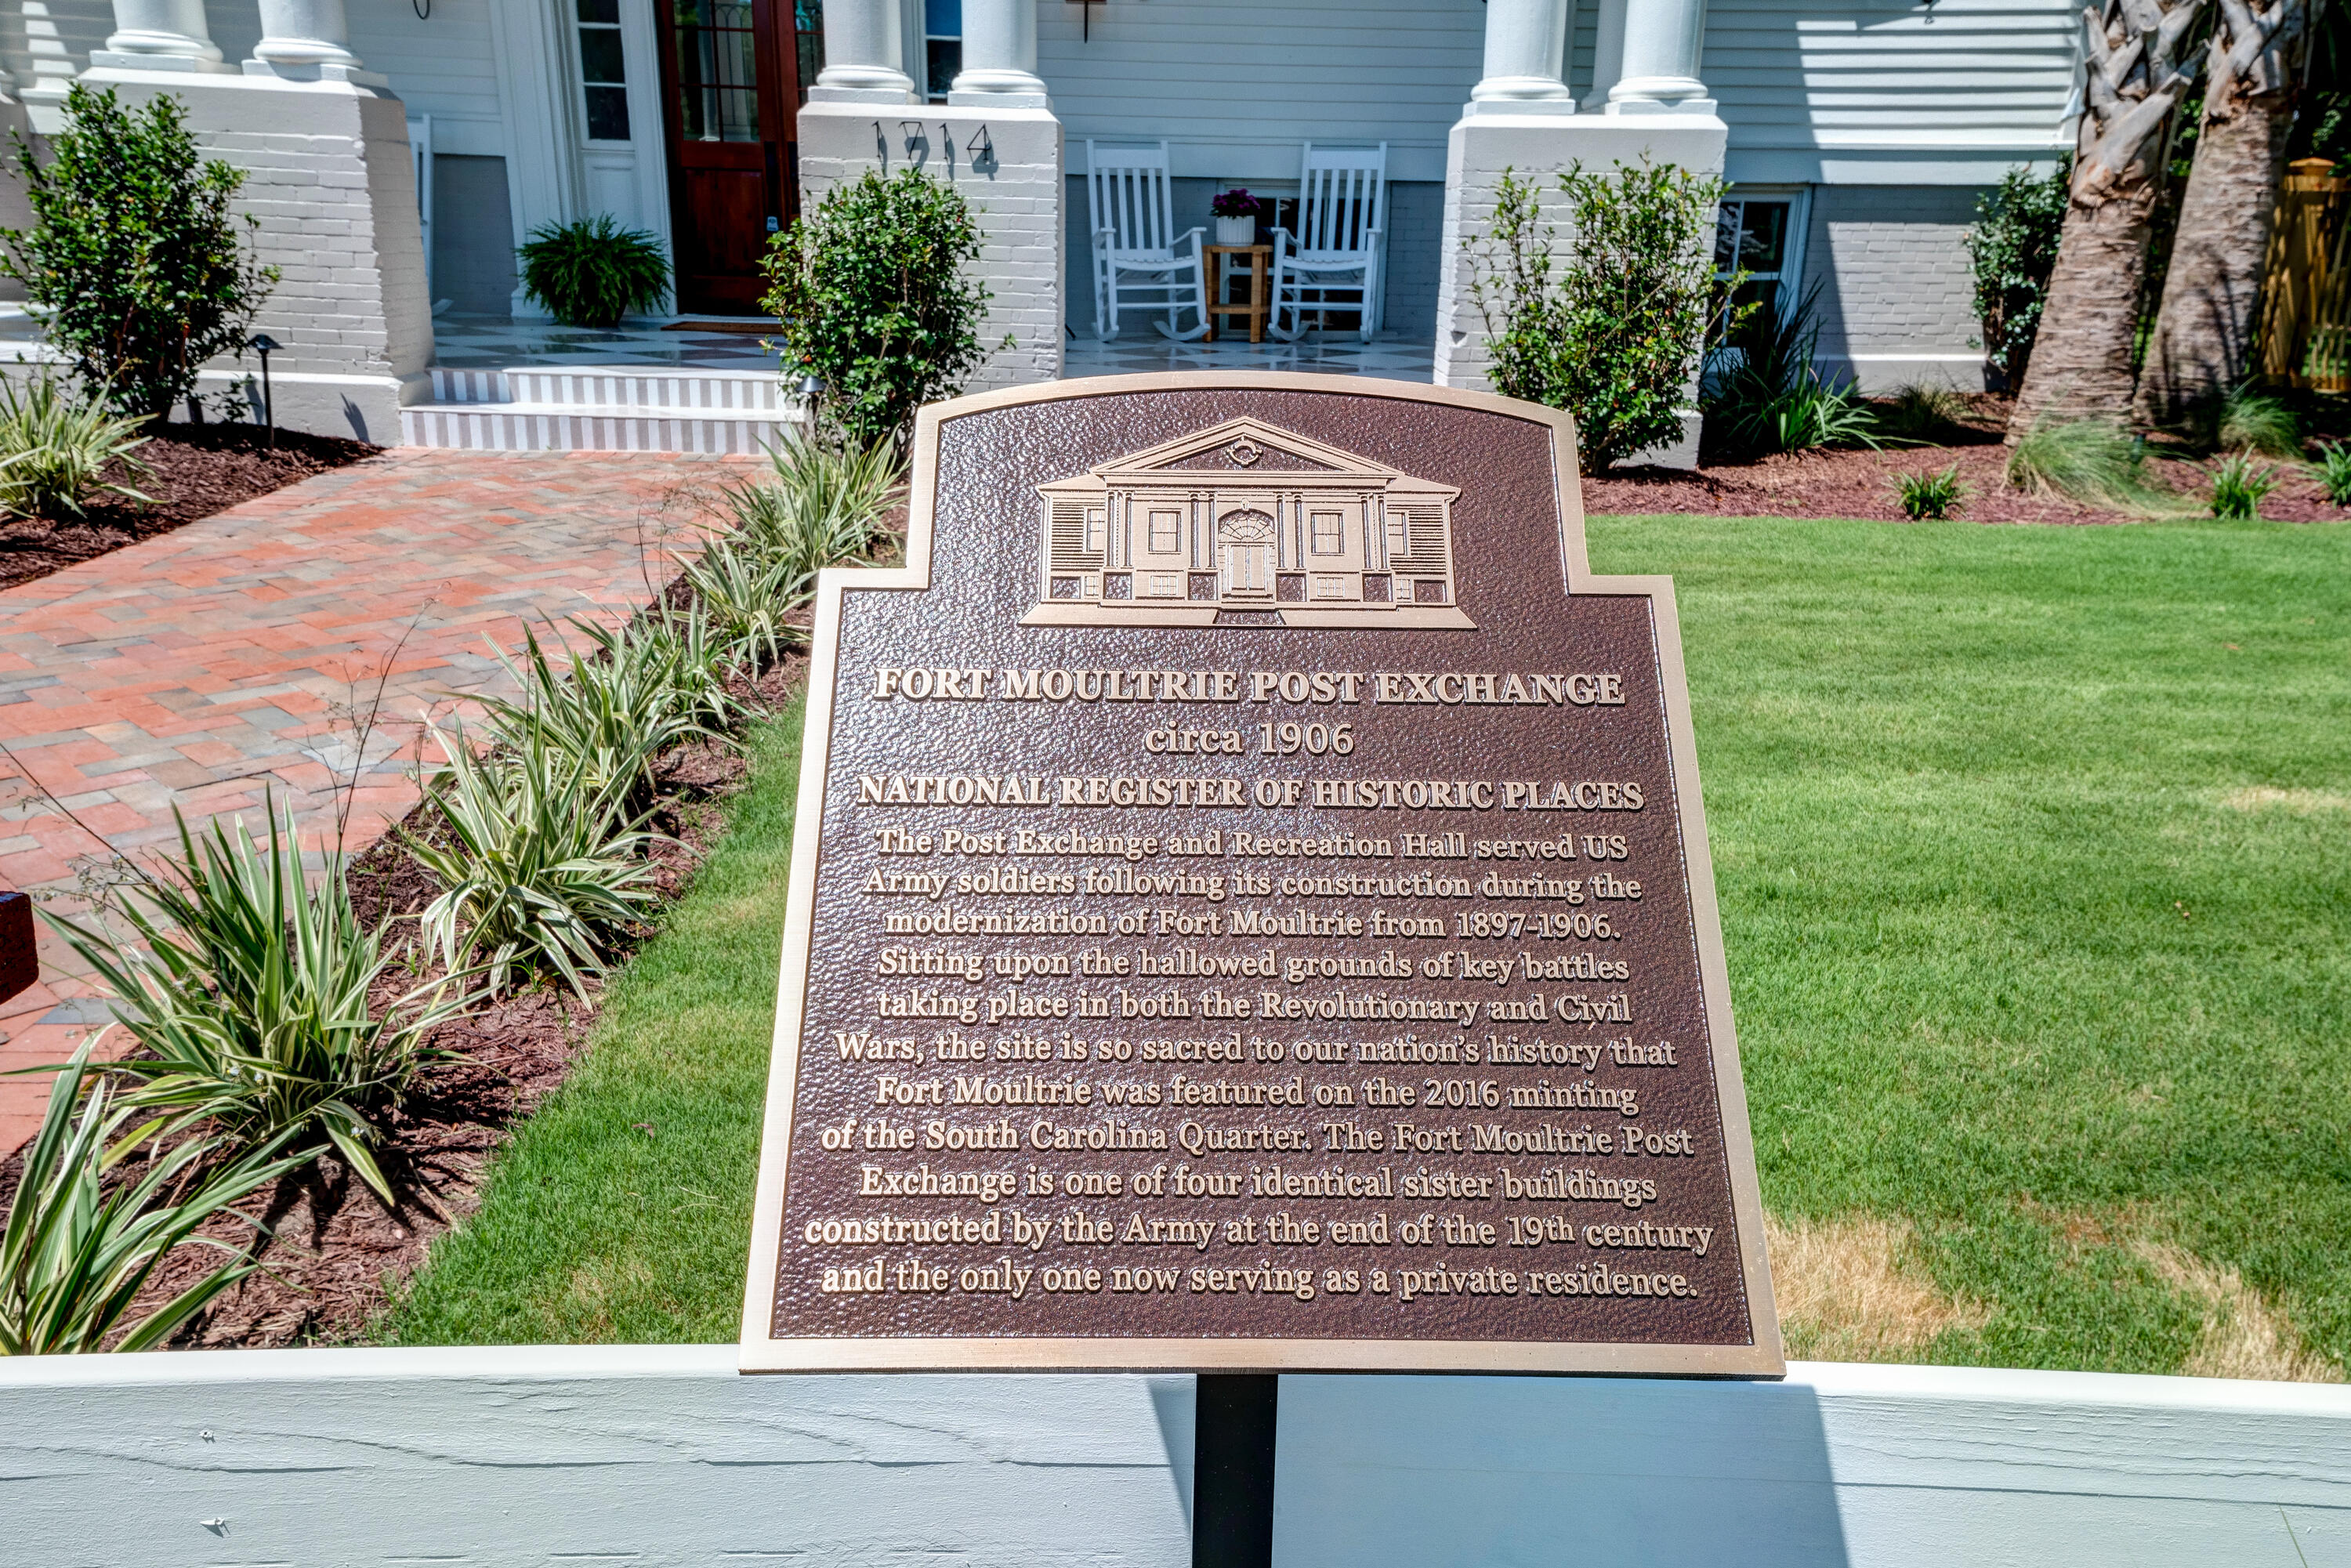 1714
FORT MOULTRIE POST EXCHANGE
circa 1906
NATIONAL REGISTER OF HISTORIC PLACES
The Post Exchange and Recreation Hall served US
Army soldiers following its construction during the
modernization of Fort Moultrie from 1897-1906.
Sitting upon the hallowed grounds of key battles
taking place in both the Revolutionary and Civil
Wars, the site is so sacred to our nation's history that
Fort Moultrie was featured on the 2016 minting
of the South Carolina Quarter. The Fort Moultrie Post
Exchange is one of four identical sister buildings
constructed by the Army at the end of the 19th century
and the only one now serving as a private residence.